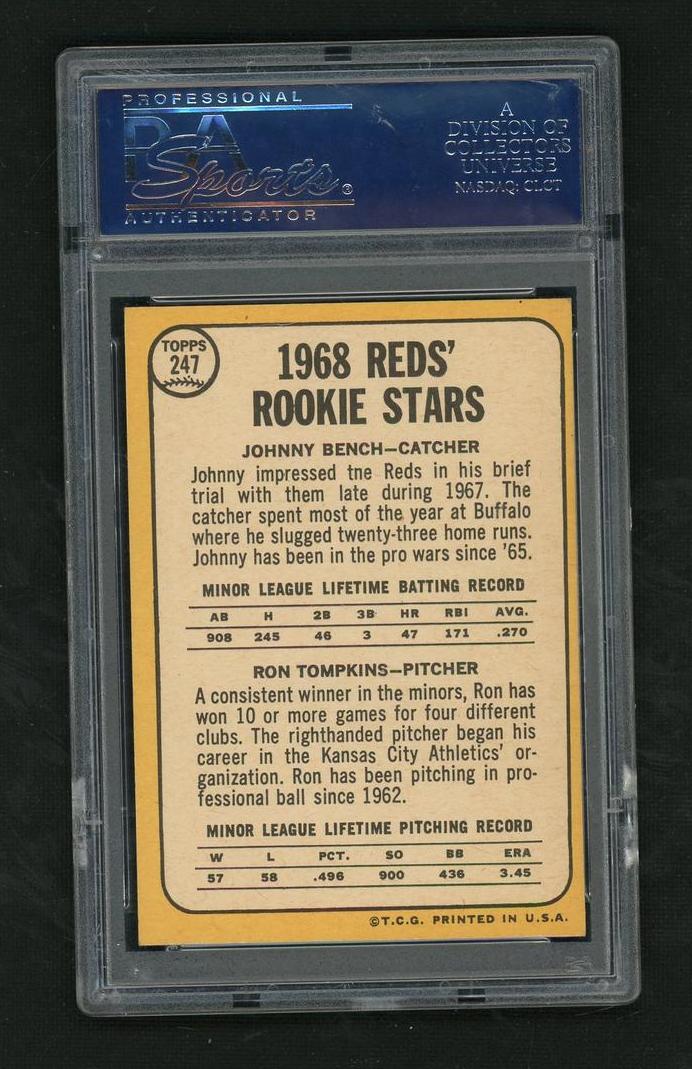 PROFESSIONAL
PSA
Sports®
AUTHENTICATOR
A
DIVISION OF
COLLECTORS
UNIVERSE
NASDAQ: CLCT
TOPPS
247
1968 REDS'
ROOKIE STARS
JOHNNY BENCH—CATCHER
Johnny impressed tne Reds in his brief
trial with them late during 1967. The
catcher spent most of the year at Buffalo
where he slugged twenty-three home runs.
Johnny has been in the pro wars since '65.
MINOR LEAGUE LIFETIME BATTING RECORD
AB H 2B 3B HR RBI AVG.
908 245 46 3 47 171 .270
RON TOMPKINS—PITCHER
A consistent winner in the minors, Ron has
won 10 or more games for four different
clubs. The righthanded pitcher began his
career in the Kansas City Athletics' or-
ganization. Ron has been pitching in pro-
fessional ball since 1962.
MINOR LEAGUE LIFETIME PITCHING RECORD
W L PCT. SO BB ERA
57 58 .496 900 436 3.45
©T.C.G. PRINTED IN U.S.A.